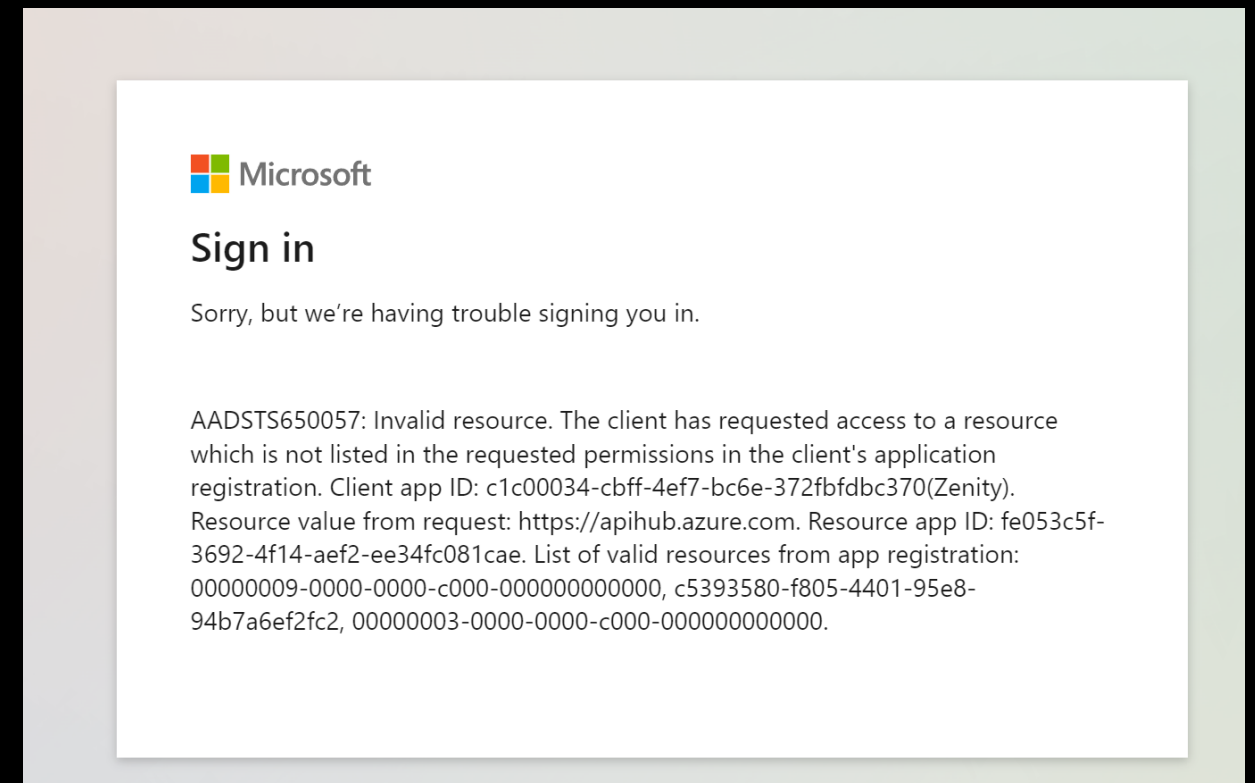 Microsoft
Sign in
Sorry, but we’re having trouble signing you in.
AADSTS650057: Invalid resource. The client has requested access to a resource
which is not listed in the requested permissions in the client's application
registration. Client app ID: c1c00034-cbff-4ef7-bc6e-372fbfdbc370(Zenity).
Resource value from request: https://apihub.azure.com. Resource app ID: fe053c5f-
3692-4f14-aef2-ee34fc081cae. List of valid resources from app registration:
00000009-0000-0000-c000-000000000000, c5393580-f805-4401-95e8-
94b7a6ef2fc2, 00000003-0000-0000-c000-000000000000.